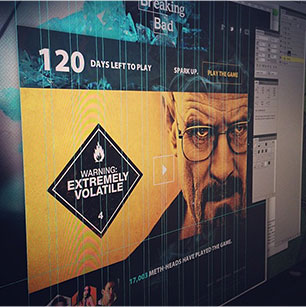 Breaking
Bad
120 DAYS LEFT TO PLAY SPARK UP. PLAY THE GAME
WARNING:
EXTREMELY
VOLATILE
4
17,003 METH-HEADS HAVE PLAYED THE GAME.